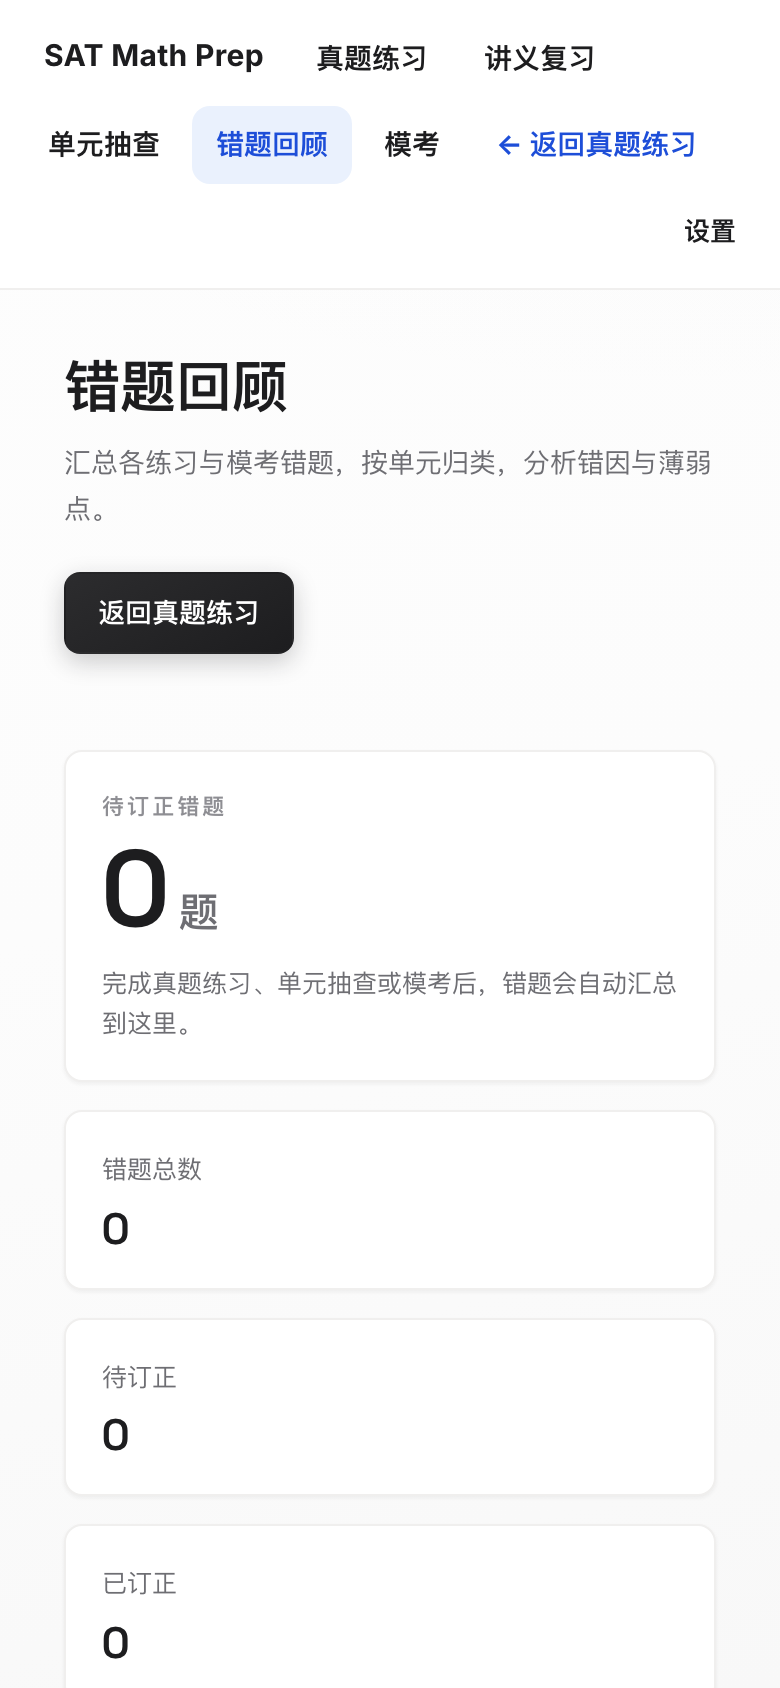 SAT Math Prep 真题练习 讲义复习
单元抽查 错题回顾 模考 ← 返回真题练习
设置
错题回顾
汇总各练习与模考错题，按单元归类，分析错因与薄弱
点。
返回真题练习
待订正错题
0 题
完成真题练习、单元抽查或模考后，错题会自动汇总
到这里。
错题总数
0
待订正
0
已订正
0